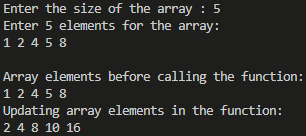 Enter the size of the array : 5
Enter 5 elements for the array:
1 2 4 5 8

Array elements before calling the function:
1 2 4 5 8
Updating array elements in the function:
2 4 8 10 16